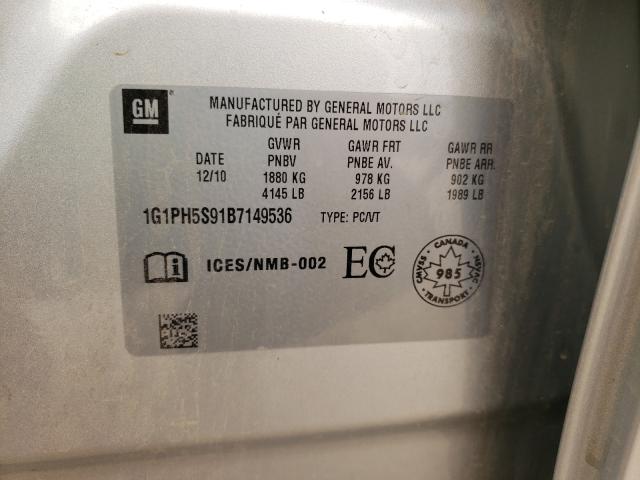 GM
MANUFACTURED BY GENERAL MOTORS LLC
FABRIQUÉ PAR GENERAL MOTORS LLC
GVWR GAWR FRT GAWR RR
DATE PNBV PNBE AV. PNBE ARR.
12/10 1880 KG 978 KG 902 KG
4145 LB 2156 LB 1989 LB
1G1PH5S91B7149536 TYPE: PC/VT
ICES/NMB-002 EC
CANADA
CMVSS 985 NSVAC
TRANSPORT